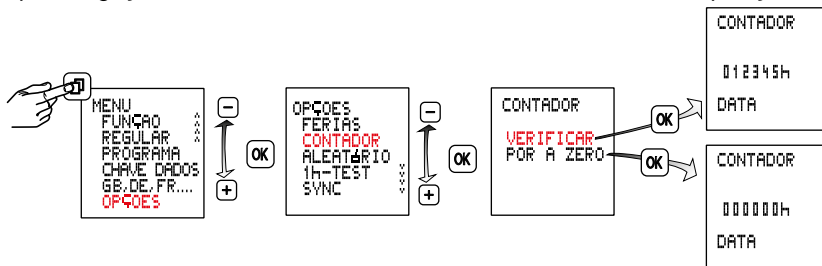 MENU
FUNÇAO
REGULAR
PROGRAMA
CHAVE DADOS
GB,DE,FR....
OPÇOES
−
OK
+
OPÇOES
FERIAS
CONTADOR
ALEATÓRIO
1h-TEST
SYNC
−
OK
+
CONTADOR
VERIFICAR
POR A ZERO
OK
OK
CONTADOR
012345h
DATA
CONTADOR
000000h
DATA